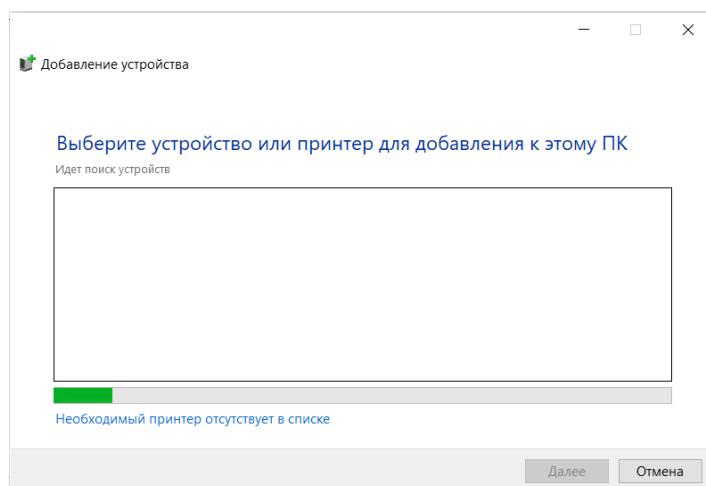 Добавление устройства
Выберите устройство или принтер для добавления к этому ПК
Идет поиск устройств
Необходимый принтер отсутствует в списке
Далее
Отмена